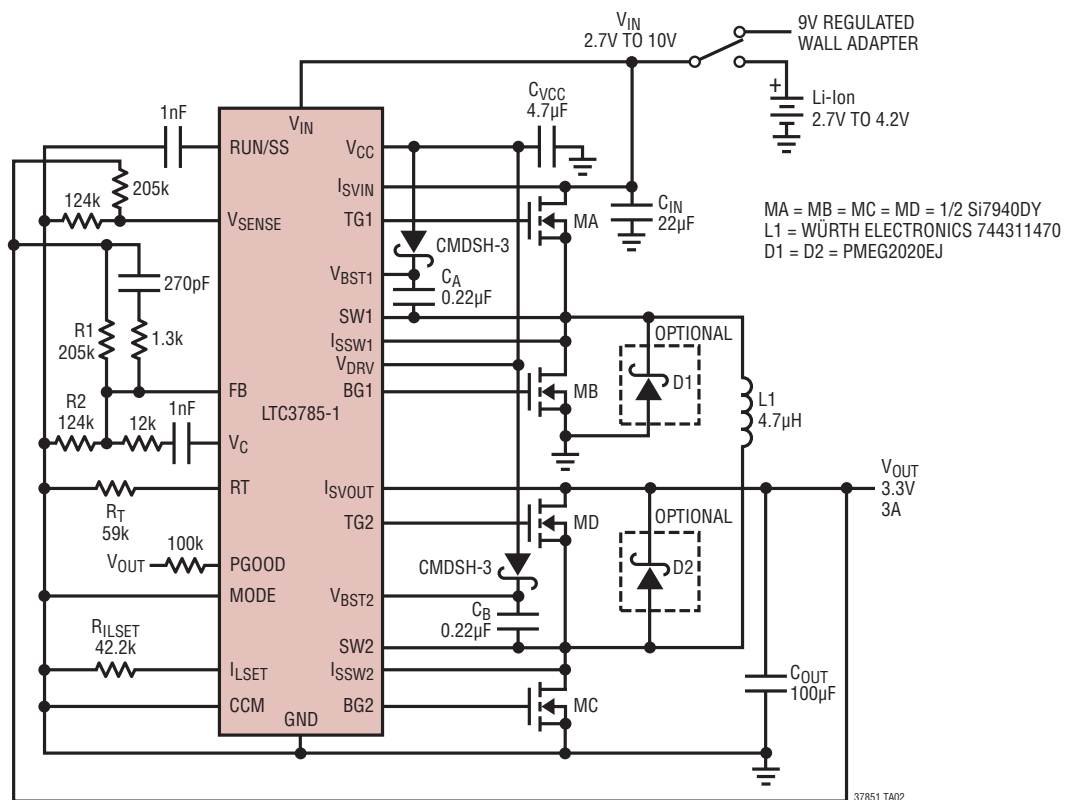 VIN
2.7V TO 10V
9V REGULATED
WALL ADAPTER
+
Li-Ion
2.7V TO 4.2V
1nF
CVCC
4.7µF
VIN
RUN/SS
VCC
205k
124k
ISVIN
CIN
22µF
VSENSE
TG1
MA
MA = MB = MC = MD = 1/2 Si7940DY
L1 = WÜRTH ELECTRONICS 744311470
D1 = D2 = PMEG2020EJ
CMDSH-3
270pF
VBST1
CA
0.22µF
SW1
R1
205k
1.3k
ISSW1
OPTIONAL
VDRV
D1
FB
BG1
MB
L1
4.7µH
R2
124k
12k
1nF
LTC3785-1
VC
RT
ISVOUT
VOUT
3.3V
3A
RT
59k
TG2
MD
OPTIONAL
VOUT
100k
PGOOD
CMDSH-3
D2
MODE
VBST2
CB
0.22µF
RILSET
42.2k
SW2
ILSET
ISSW2
COUT
100µF
CCM
BG2
MC
GND
37851 TA02